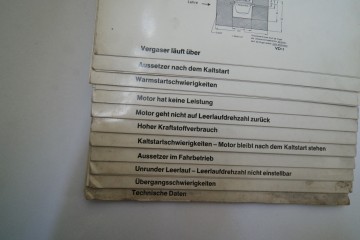 Vergaser läuft über
Aussetzer nach dem Kaltstart
Warmstartschwierigkeiten
Motor hat keine Leistung
Motor geht nicht auf Leerlaufdrehzahl zurück
Hoher Kraftstoffverbrauch
Kaltstartschwierigkeiten – Motor bleibt nach dem Kaltstart stehen
Aussetzer im Fahrbetrieb
Unrunder Leerlauf – Leerlaufdrehzahl nicht einstellbar
Übergangsschwierigkeiten
Technische Daten